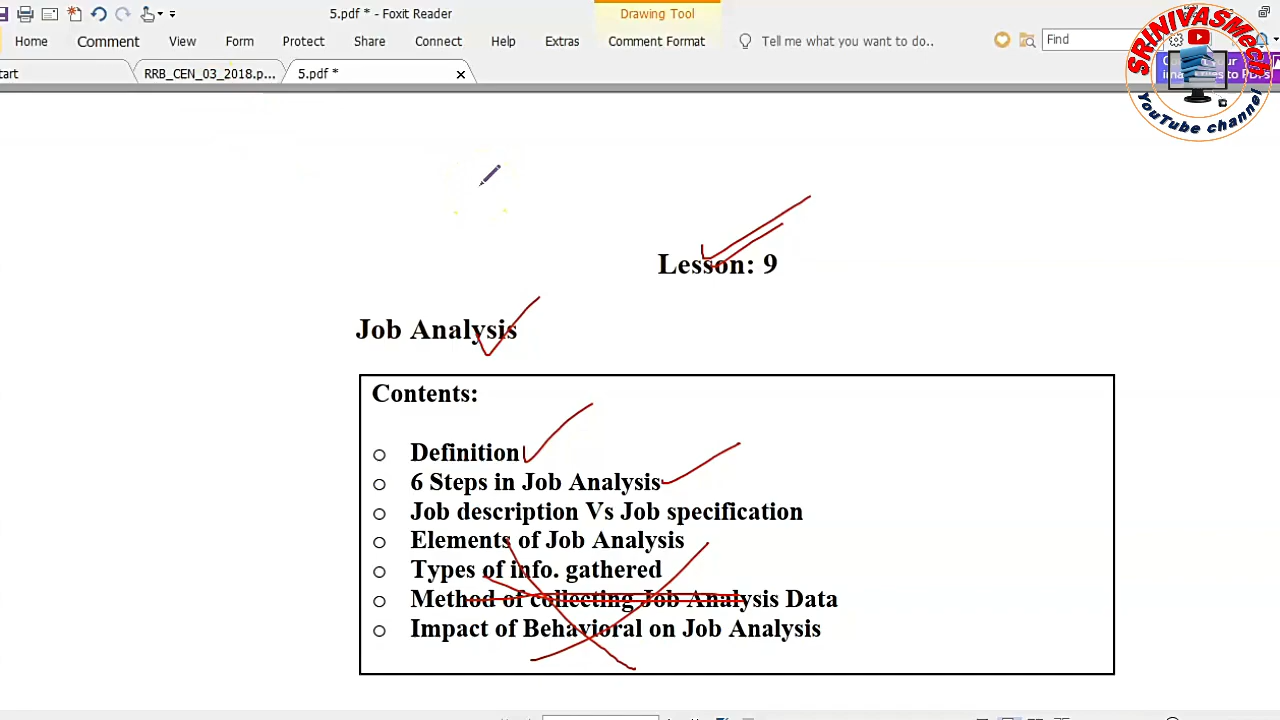 5.pdf * - Foxit Reader
Drawing Tool
Home Comment View Form Protect Share Connect Help Extras Comment Format Tell me what you want to do.. Find
tart RRB_CEN_03_2018.p... 5.pdf *
SRINIVASMech
YouTube channel
Lesson: 9
Job Analysis
Contents:
Definition
6 Steps in Job Analysis
Job description Vs Job specification
Elements of Job Analysis
Types of info. gathered
Method of collecting Job Analysis Data
Impact of Behavioral on Job Analysis